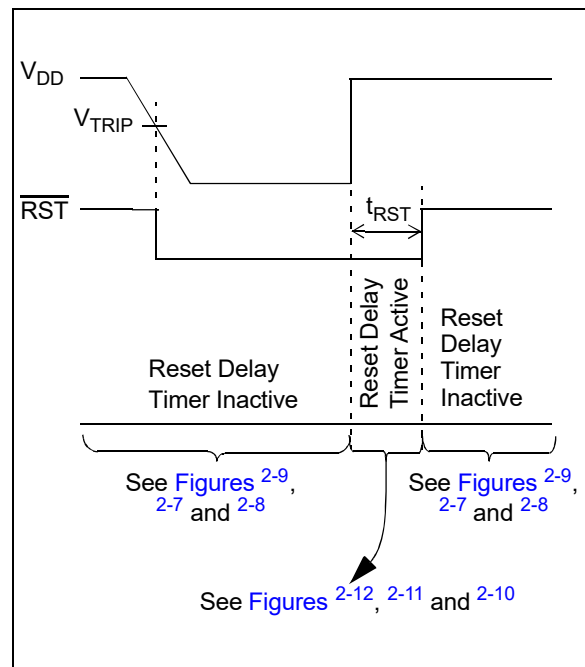 VDD
VTRIP
RST
tRST
Reset Delay
Timer Inactive
Reset Delay
Timer Active
Reset
Delay
Timer
Inactive
See Figures 2-9,
2-7 and 2-8
See Figures 2-9,
2-7 and 2-8
See Figures 2-12, 2-11 and 2-10